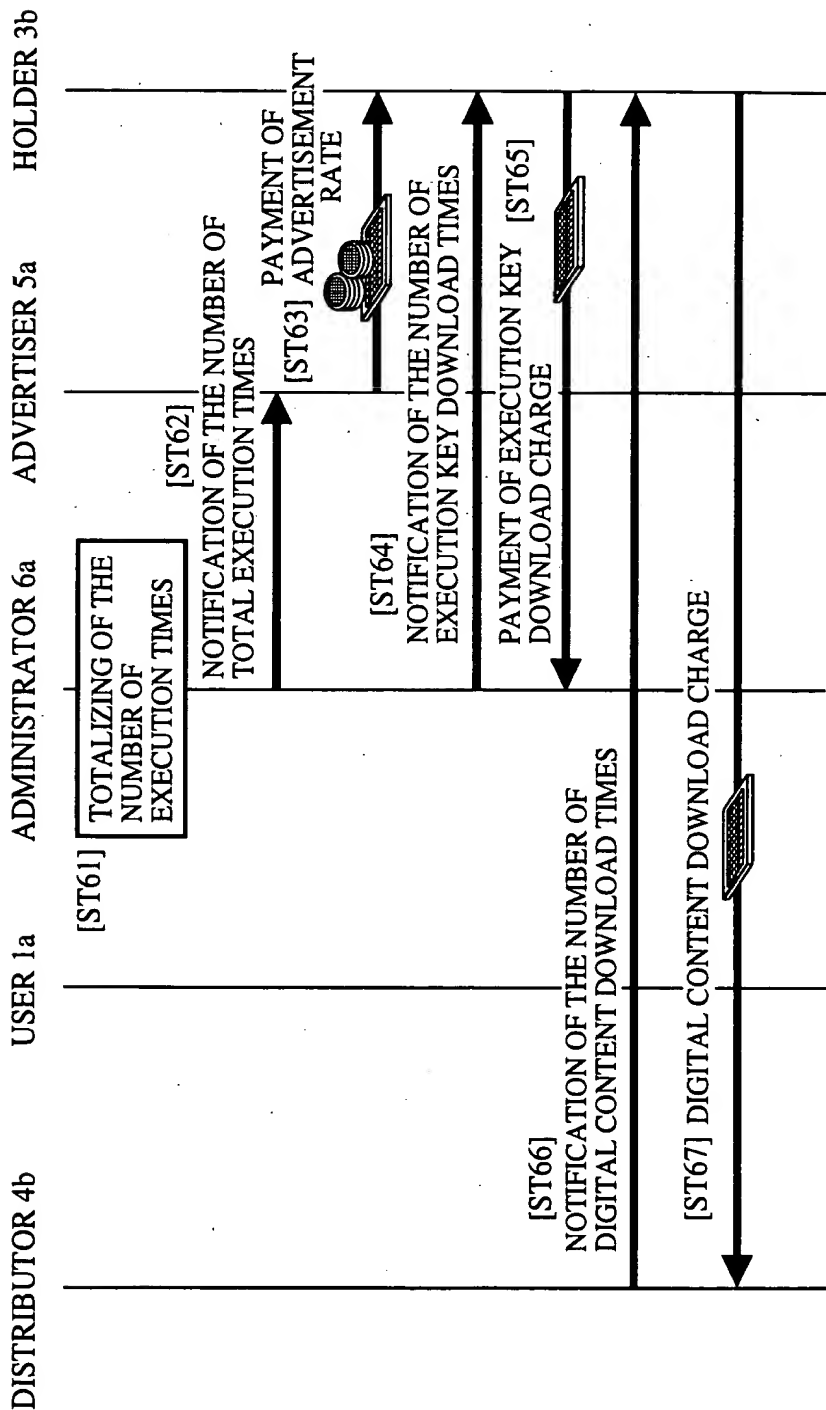 DISTRIBUTOR 4b
USER 1a
ADMINISTRATOR 6a
ADVERTISER 5a
HOLDER 3b
[ST61]
TOTALIZING OF THE
NUMBER OF
EXECUTION TIMES
[ST62]
NOTIFICATION OF THE NUMBER OF
TOTAL EXECUTION TIMES
[ST63]
PAYMENT OF
ADVERTISEMENT
RATE
[ST64]
NOTIFICATION OF THE NUMBER OF
EXECUTION KEY DOWNLOAD TIMES
PAYMENT OF EXECUTION KEY
DOWNLOAD CHARGE
[ST65]
[ST66]
NOTIFICATION OF THE NUMBER OF
DIGITAL CONTENT DOWNLOAD TIMES
[ST67] DIGITAL CONTENT DOWNLOAD CHARGE